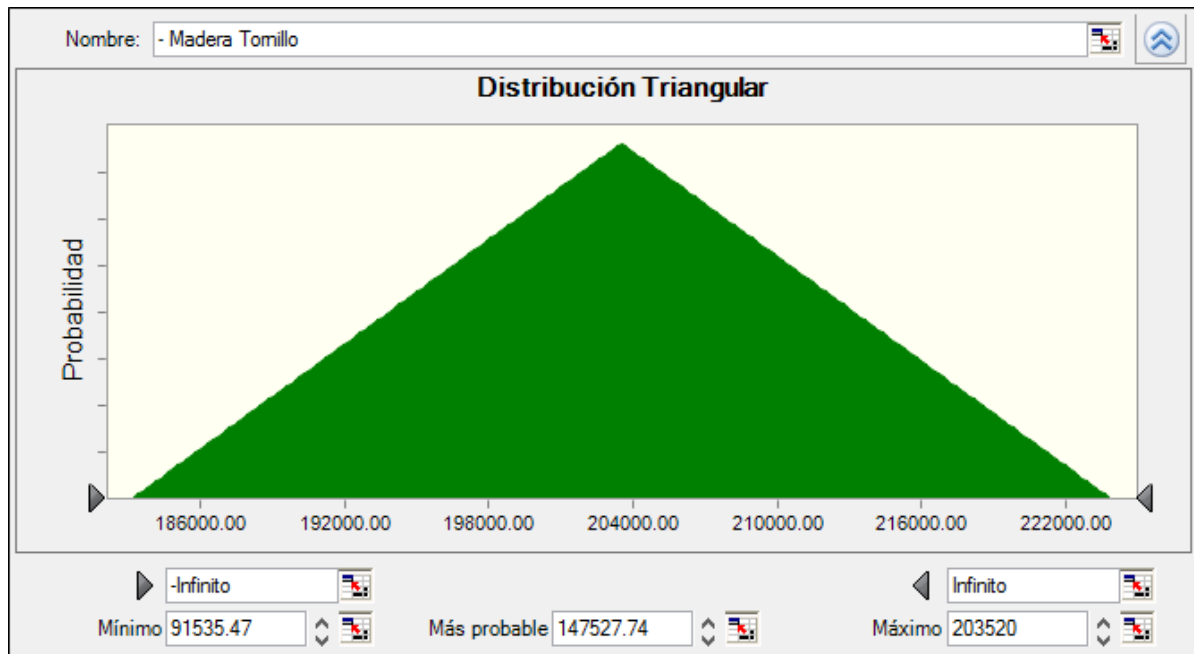 Nombre: - Madera Tornillo
Distribución Triangular
Probabilidad
186000.00 192000.00 198000.00 204000.00 210000.00 216000.00 222000.00
-Infinito Infinito
Mínimo 91535.47 Más probable 147527.74 Máximo 203520